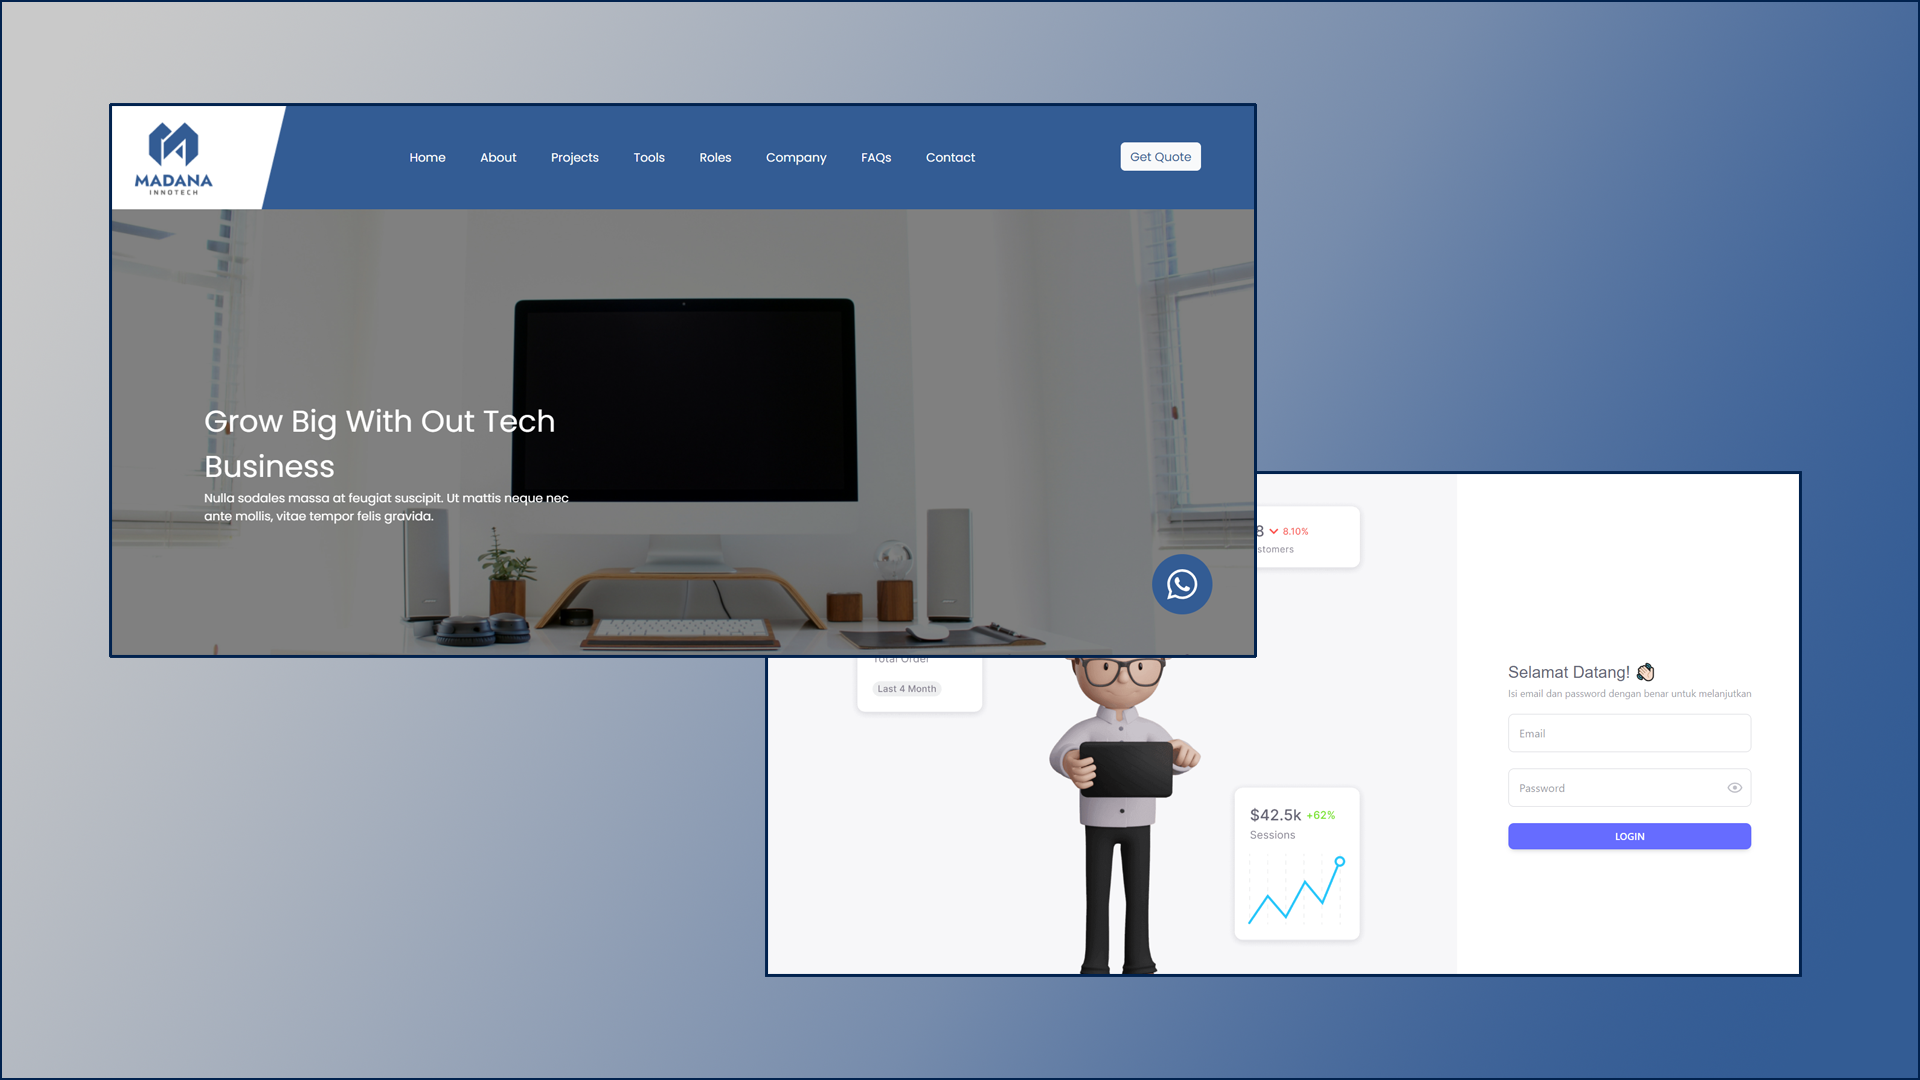 MADANA
INNOTECH
Home About Projects Tools Roles Company FAQs Contact
Get Quote
Grow Big With Out Tech
Business
Nulla sodales massa at feugiat suscipit. Ut mattis neque nec
ante mollis, vitae tempor felis gravida.
8 8.10%
stomers
Total Order
Last 4 Month
$42.5k +62%
Sessions
Selamat Datang! 👏🏻
Isi email dan password dengan benar untuk melanjutkan
Email
Password
LOGIN